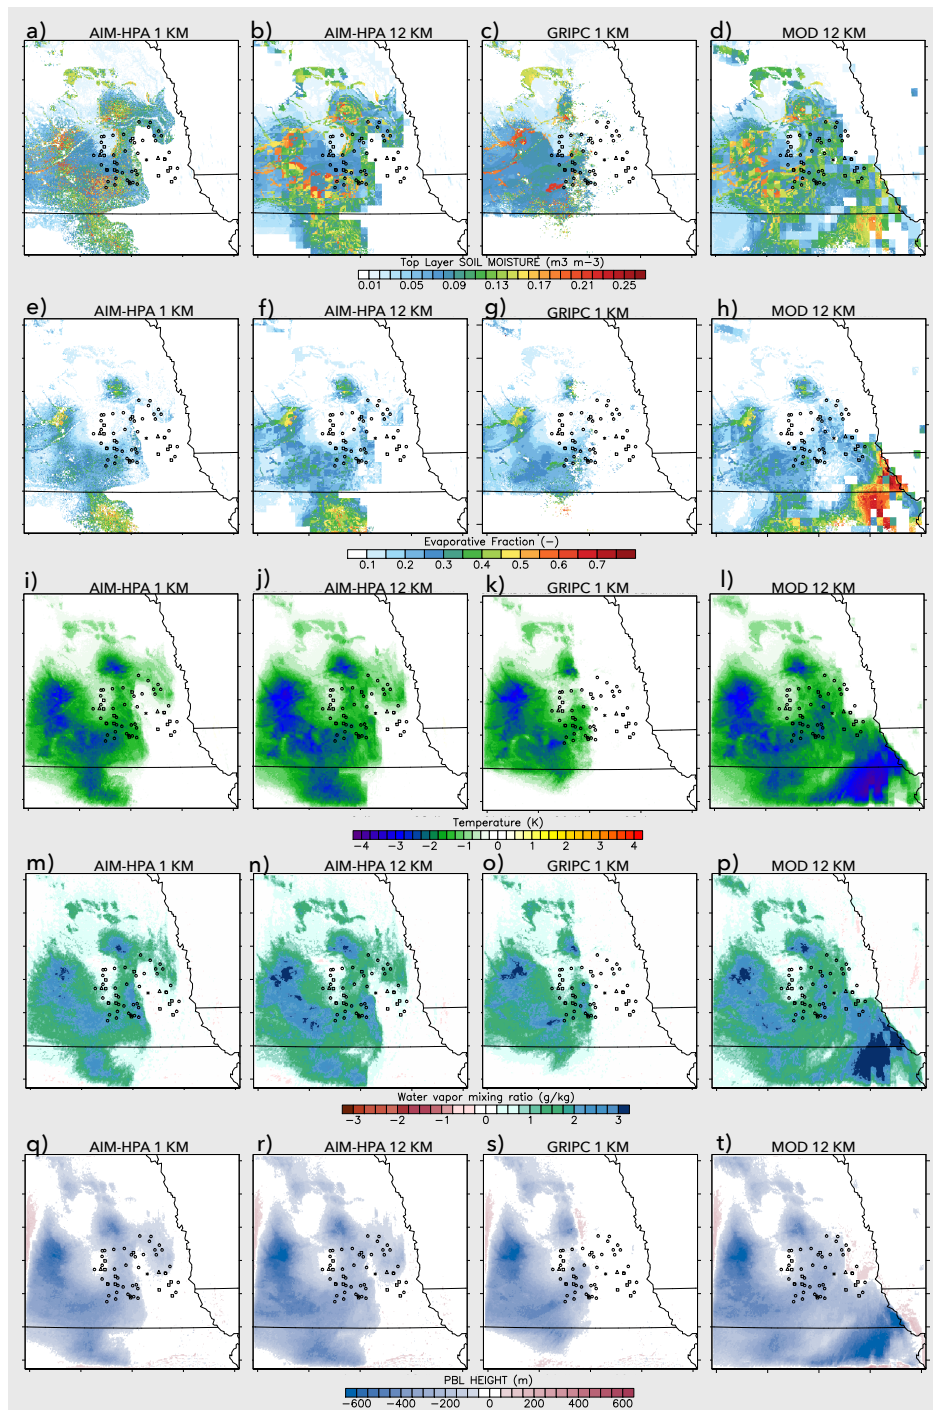 a) AIM-HPA 1 KM b) AIM-HPA 12 KM c) GRIPC 1 KM d) MOD 12 KM
Top Layer SOIL MOISTURE (m3 m-3)
0.01 0.05 0.09 0.13 0.17 0.21 0.25
e) AIM-HPA 1 KM f) AIM-HPA 12 KM g) GRIPC 1 KM h) MOD 12 KM
Evaporative Fraction (-)
0.1 0.2 0.3 0.4 0.5 0.6 0.7
i) AIM-HPA 1 KM j) AIM-HPA 12 KM k) GRIPC 1 KM l) MOD 12 KM
Temperature (K)
-4 -3 -2 -1 0 1 2 3 4
m) AIM-HPA 1 KM n) AIM-HPA 12 KM o) GRIPC 1 KM p) MOD 12 KM
Water vapor mixing ratio (g/kg)
-3 -2 -1 0 1 2 3
q) AIM-HPA 1 KM r) AIM-HPA 12 KM s) GRIPC 1 KM t) MOD 12 KM
PBL HEIGHT (m)
-600 -400 -200 0 200 400 600